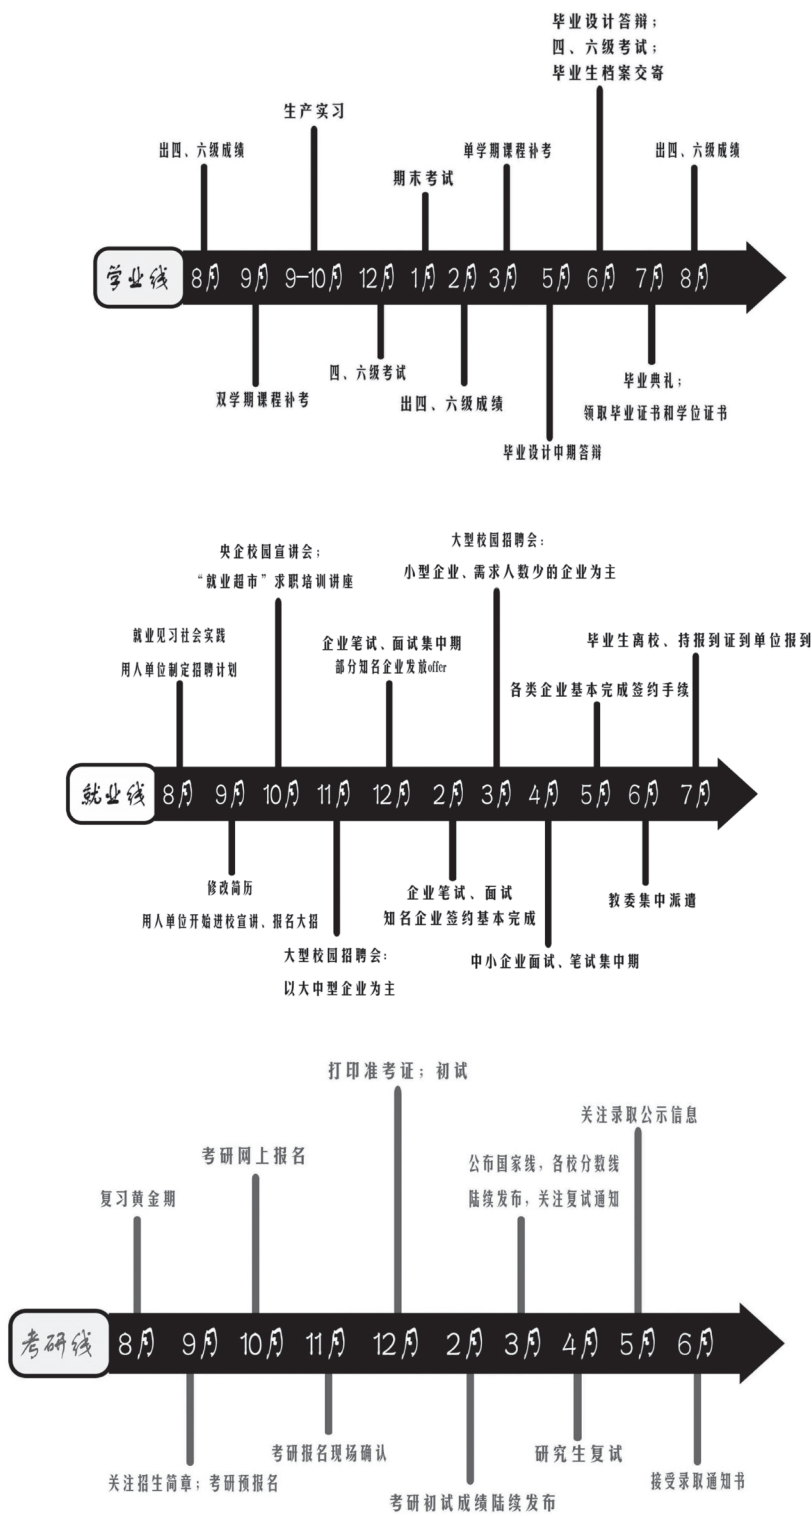 毕业设计答辩；
四、六级考试；
毕业生档案交寄
生产实习
出四、六级成绩
期末考试
单学期课程补考
出四、六级成绩
学业线 8月 9月 9-10月 12月 1月 2月 3月 5月 6月 7月 8月
双学期课程补考
四、六级考试
出四、六级成绩
毕业设计中期答辩
毕业典礼；
领取毕业证书和学位证书
央企校园宣讲会；
“就业超市”求职培训讲座
大型校园招聘会：
小型企业、需求人数少的企业为主
就业见习社会实践
用人单位制定招聘计划
企业笔试、面试集中期
部分知名企业发放offer
各类企业基本完成签约手续
毕业生离校、持报到证到单位报到
就业线 8月 9月 10月 11月 12月 2月 3月 4月 5月 6月 7月
修改简历
用人单位开始进校宣讲、报名大招
大型校园招聘会：
以大中型企业为主
企业笔试、面试
知名企业签约基本完成
中小企业面试、笔试集中期
教委集中派遣
打印准考证；初试
考研网上报名
复习黄金期
公布国家线，各校分数线
陆续发布，关注复试通知
关注录取公示信息
考研线 8月 9月 10月 11月 12月 2月 3月 4月 5月 6月
关注招生简章；考研预报名
考研报名现场确认
考研初试成绩陆续发布
研究生复试
接受录取通知书